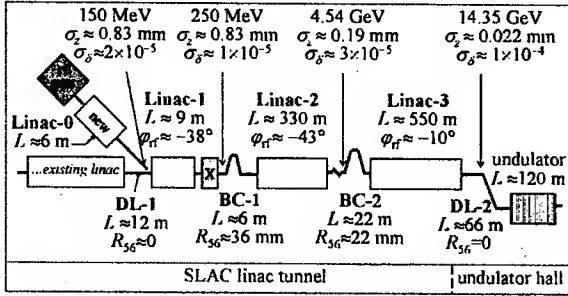 150 MeV
σz ≈ 0.83 mm
σδ ≈ 2×10⁻⁵
250 MeV
σz ≈ 0.83 mm
σδ ≈ 1×10⁻⁵
4.54 GeV
σz ≈ 0.19 mm
σδ ≈ 3×10⁻⁵
14.35 GeV
σz ≈ 0.022 mm
σδ ≈ 1×10⁻⁴
Linac-0
L ≈ 6 m
new
Linac-1
L ≈ 9 m
φrf ≈ −38°
Linac-2
L ≈ 330 m
φrf ≈ −43°
Linac-3
L ≈ 550 m
φrf ≈ −10°
undulator
L ≈ 120 m
...existing linac
X
DL-1
L ≈ 12 m
R56 ≈ 0
BC-1
L ≈ 6 m
R56 ≈ 36 mm
BC-2
L ≈ 22 m
R56 ≈ 22 mm
DL-2
L ≈ 66 m
R56 = 0
SLAC linac tunnel
undulator hall